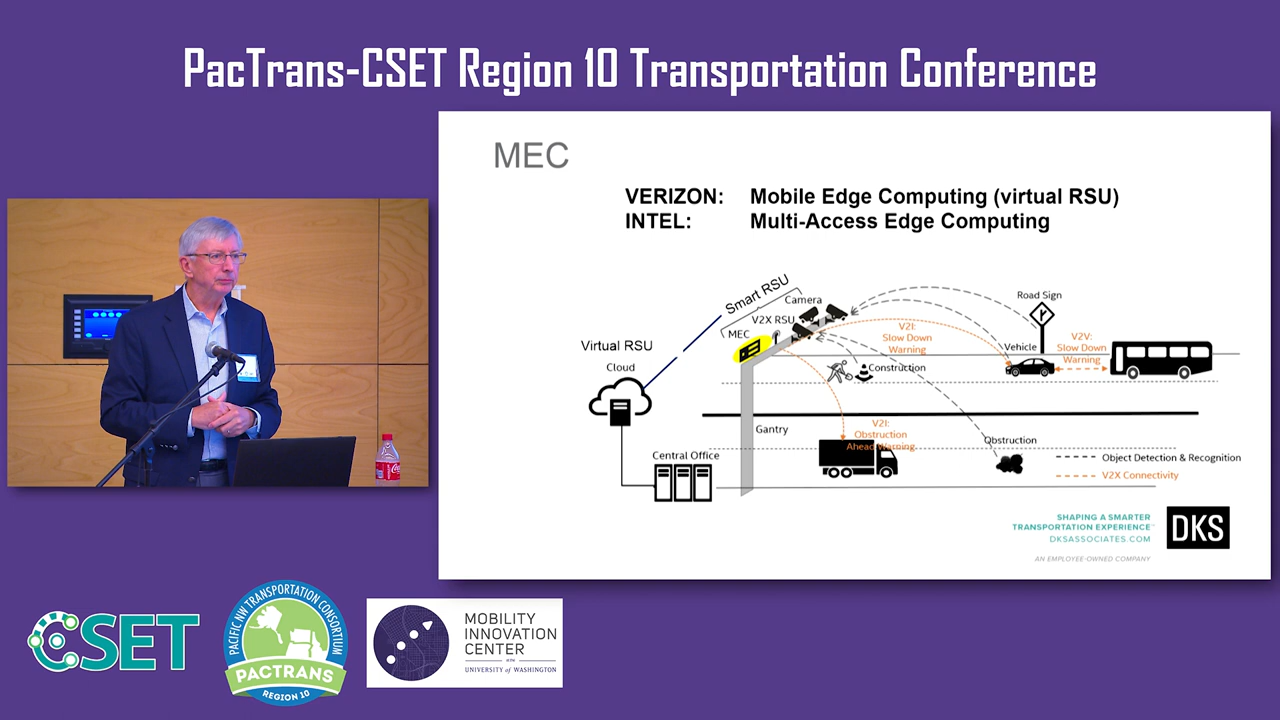 PacTrans-CSET Region 10 Transportation Conference
MEC
VERIZON: Mobile Edge Computing (virtual RSU)
INTEL: Multi-Access Edge Computing
Smart RSU
Camera
V2X RSU
MEC
Virtual RSU
Cloud
Road Sign
V2I:
Slow Down
Warning
Vehicle
V2V:
Slow Down
Warning
Construction
Gantry
V2I:
Obstruction
Ahead Warning
Obstruction
Central Office
Object Detection & Recognition
V2X Connectivity
SHAPING A SMARTER
TRANSPORTATION EXPERIENCE™
DKSASSOCIATES.COM
DKS
AN EMPLOYEE-OWNED COMPANY
CSET
PACIFIC NW TRANSPORTATION CONSORTIUM
PACTRANS
REGION 10
MOBILITY
INNOVATION
CENTER
UNIVERSITY of WASHINGTON